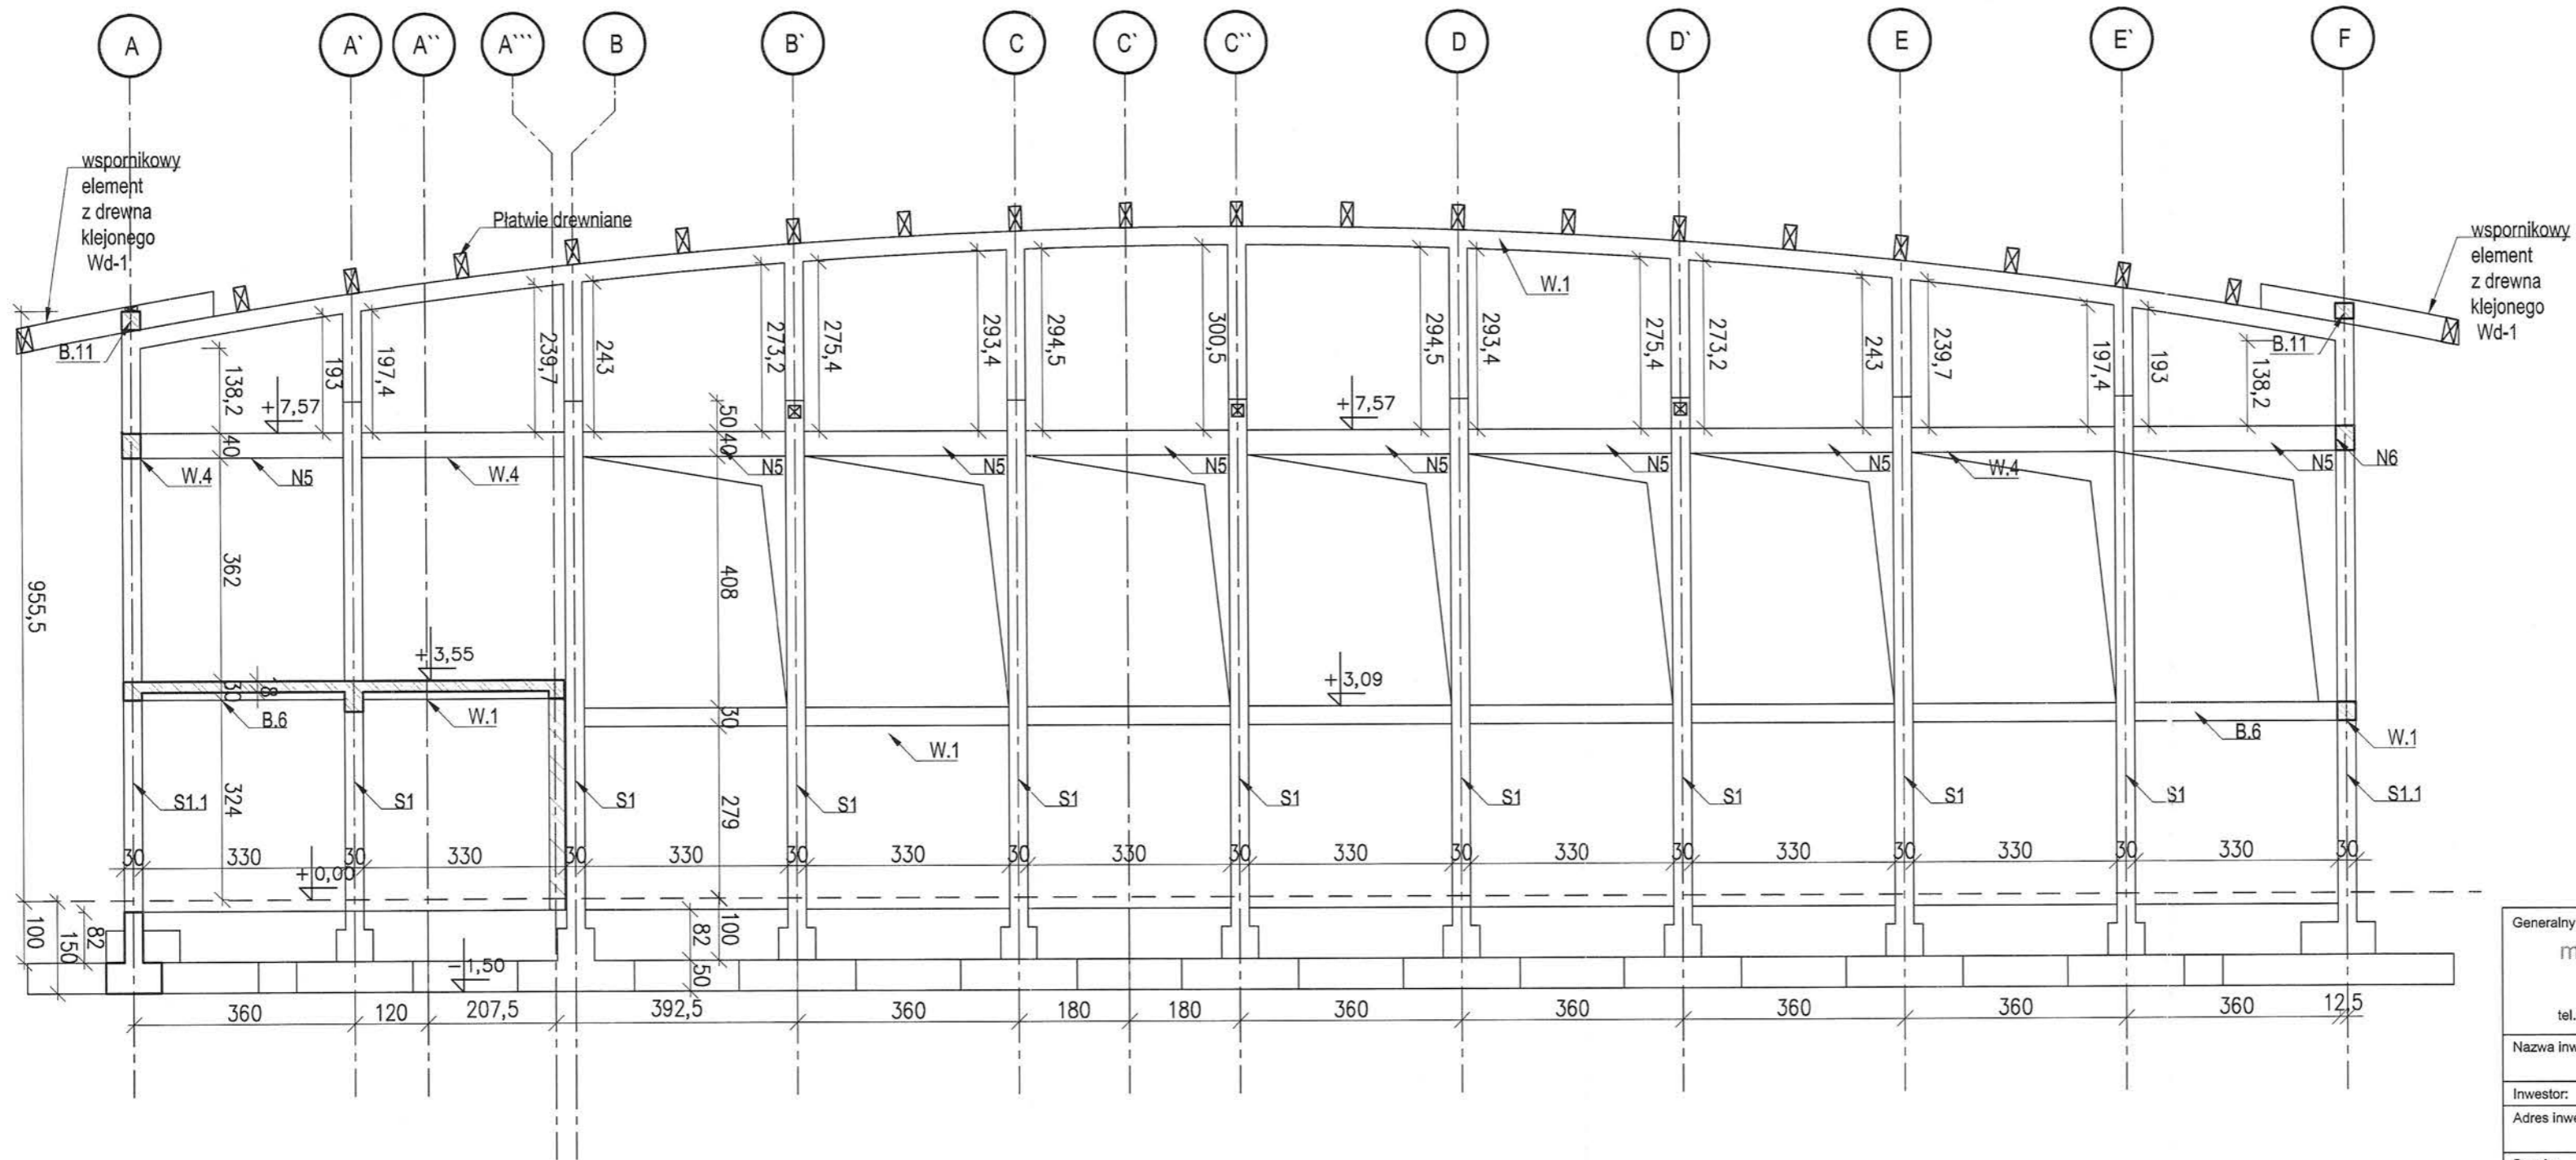 A A` A`` A``` B B` C C` C`` D D` E E` F
wspornikowy
element
z drewna
klejonego
Wd-1
Płatwie drewniane
wspornikowy
element
z drewna
klejonego
Wd-1
W.1
B.11
B.11
138,2 193 197,4 239,7 243 273,2 275,4 293,4 294,5 300,5 294,5 293,4 275,4 273,2 243 239,7 197,4 193 138,2
+7,57
+7,57
40
50
40
W.4 N5 W.4 N5 N5 N5 N5 N5 N5 W.4 N5 N6
955,5
362
408
+3,55
+3,09
30 8
30
B.6 W.1 W.1 B.6 W.1
324
279
S1.1 S1 S1 S1 S1 S1 S1 S1 S1 S1 S1.1
30 330 30 330 30 330 30 330 30 330 30 330 30 330 30 330 30 330 30 330 30
+0,00
100 150 82
82 100
50
-1,50
360 120 207,5 392,5 360 180 180 360 360 360 360 360 12,5
Generalny
m
tel.
Nazwa inw
Inwestor:
Adres inwe